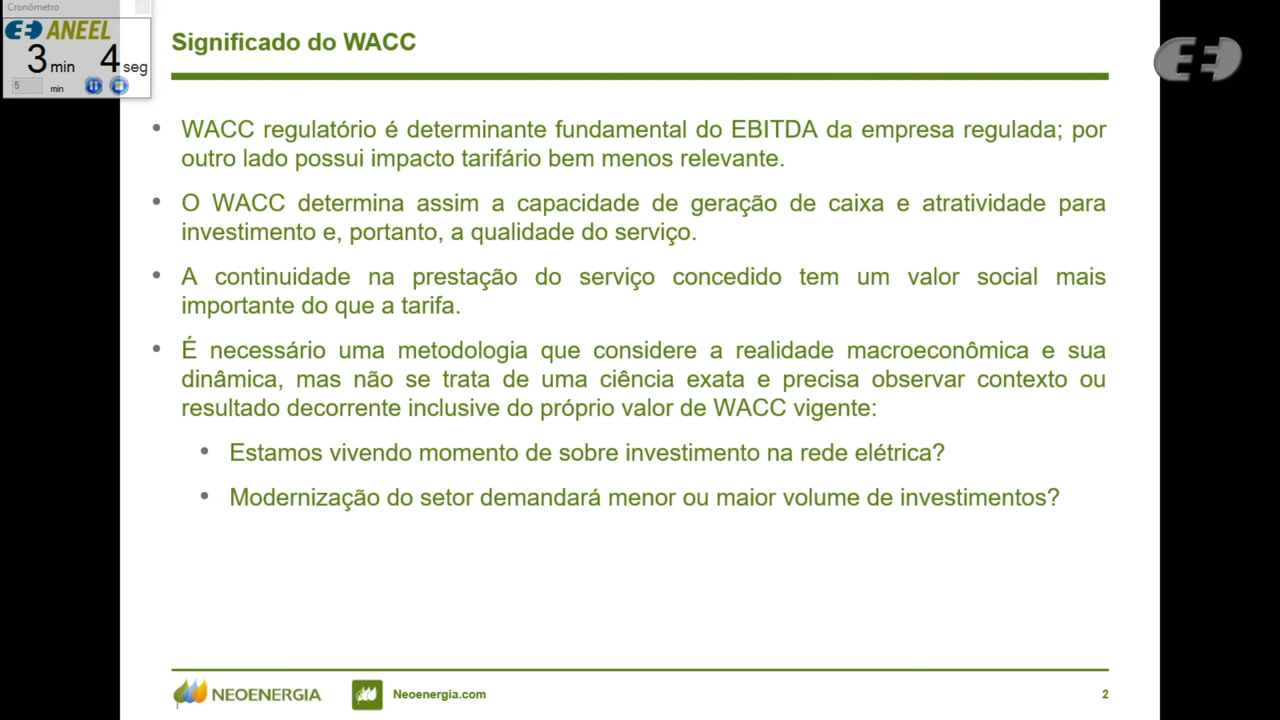 Cronômetro
ANEEL
3 min 4 seg
5 min
Significado do WACC
• WACC regulatório é determinante fundamental do EBITDA da empresa regulada; por
outro lado possui impacto tarifário bem menos relevante.
• O WACC determina assim a capacidade de geração de caixa e atratividade para
investimento e, portanto, a qualidade do serviço.
• A continuidade na prestação do serviço concedido tem um valor social mais
importante do que a tarifa.
• É necessário uma metodologia que considere a realidade macroeconômica e sua
dinâmica, mas não se trata de uma ciência exata e precisa observar contexto ou
resultado decorrente inclusive do próprio valor de WACC vigente:
• Estamos vivendo momento de sobre investimento na rede elétrica?
• Modernização do setor demandará menor ou maior volume de investimentos?
NEOENERGIA Neoenergia.com 2